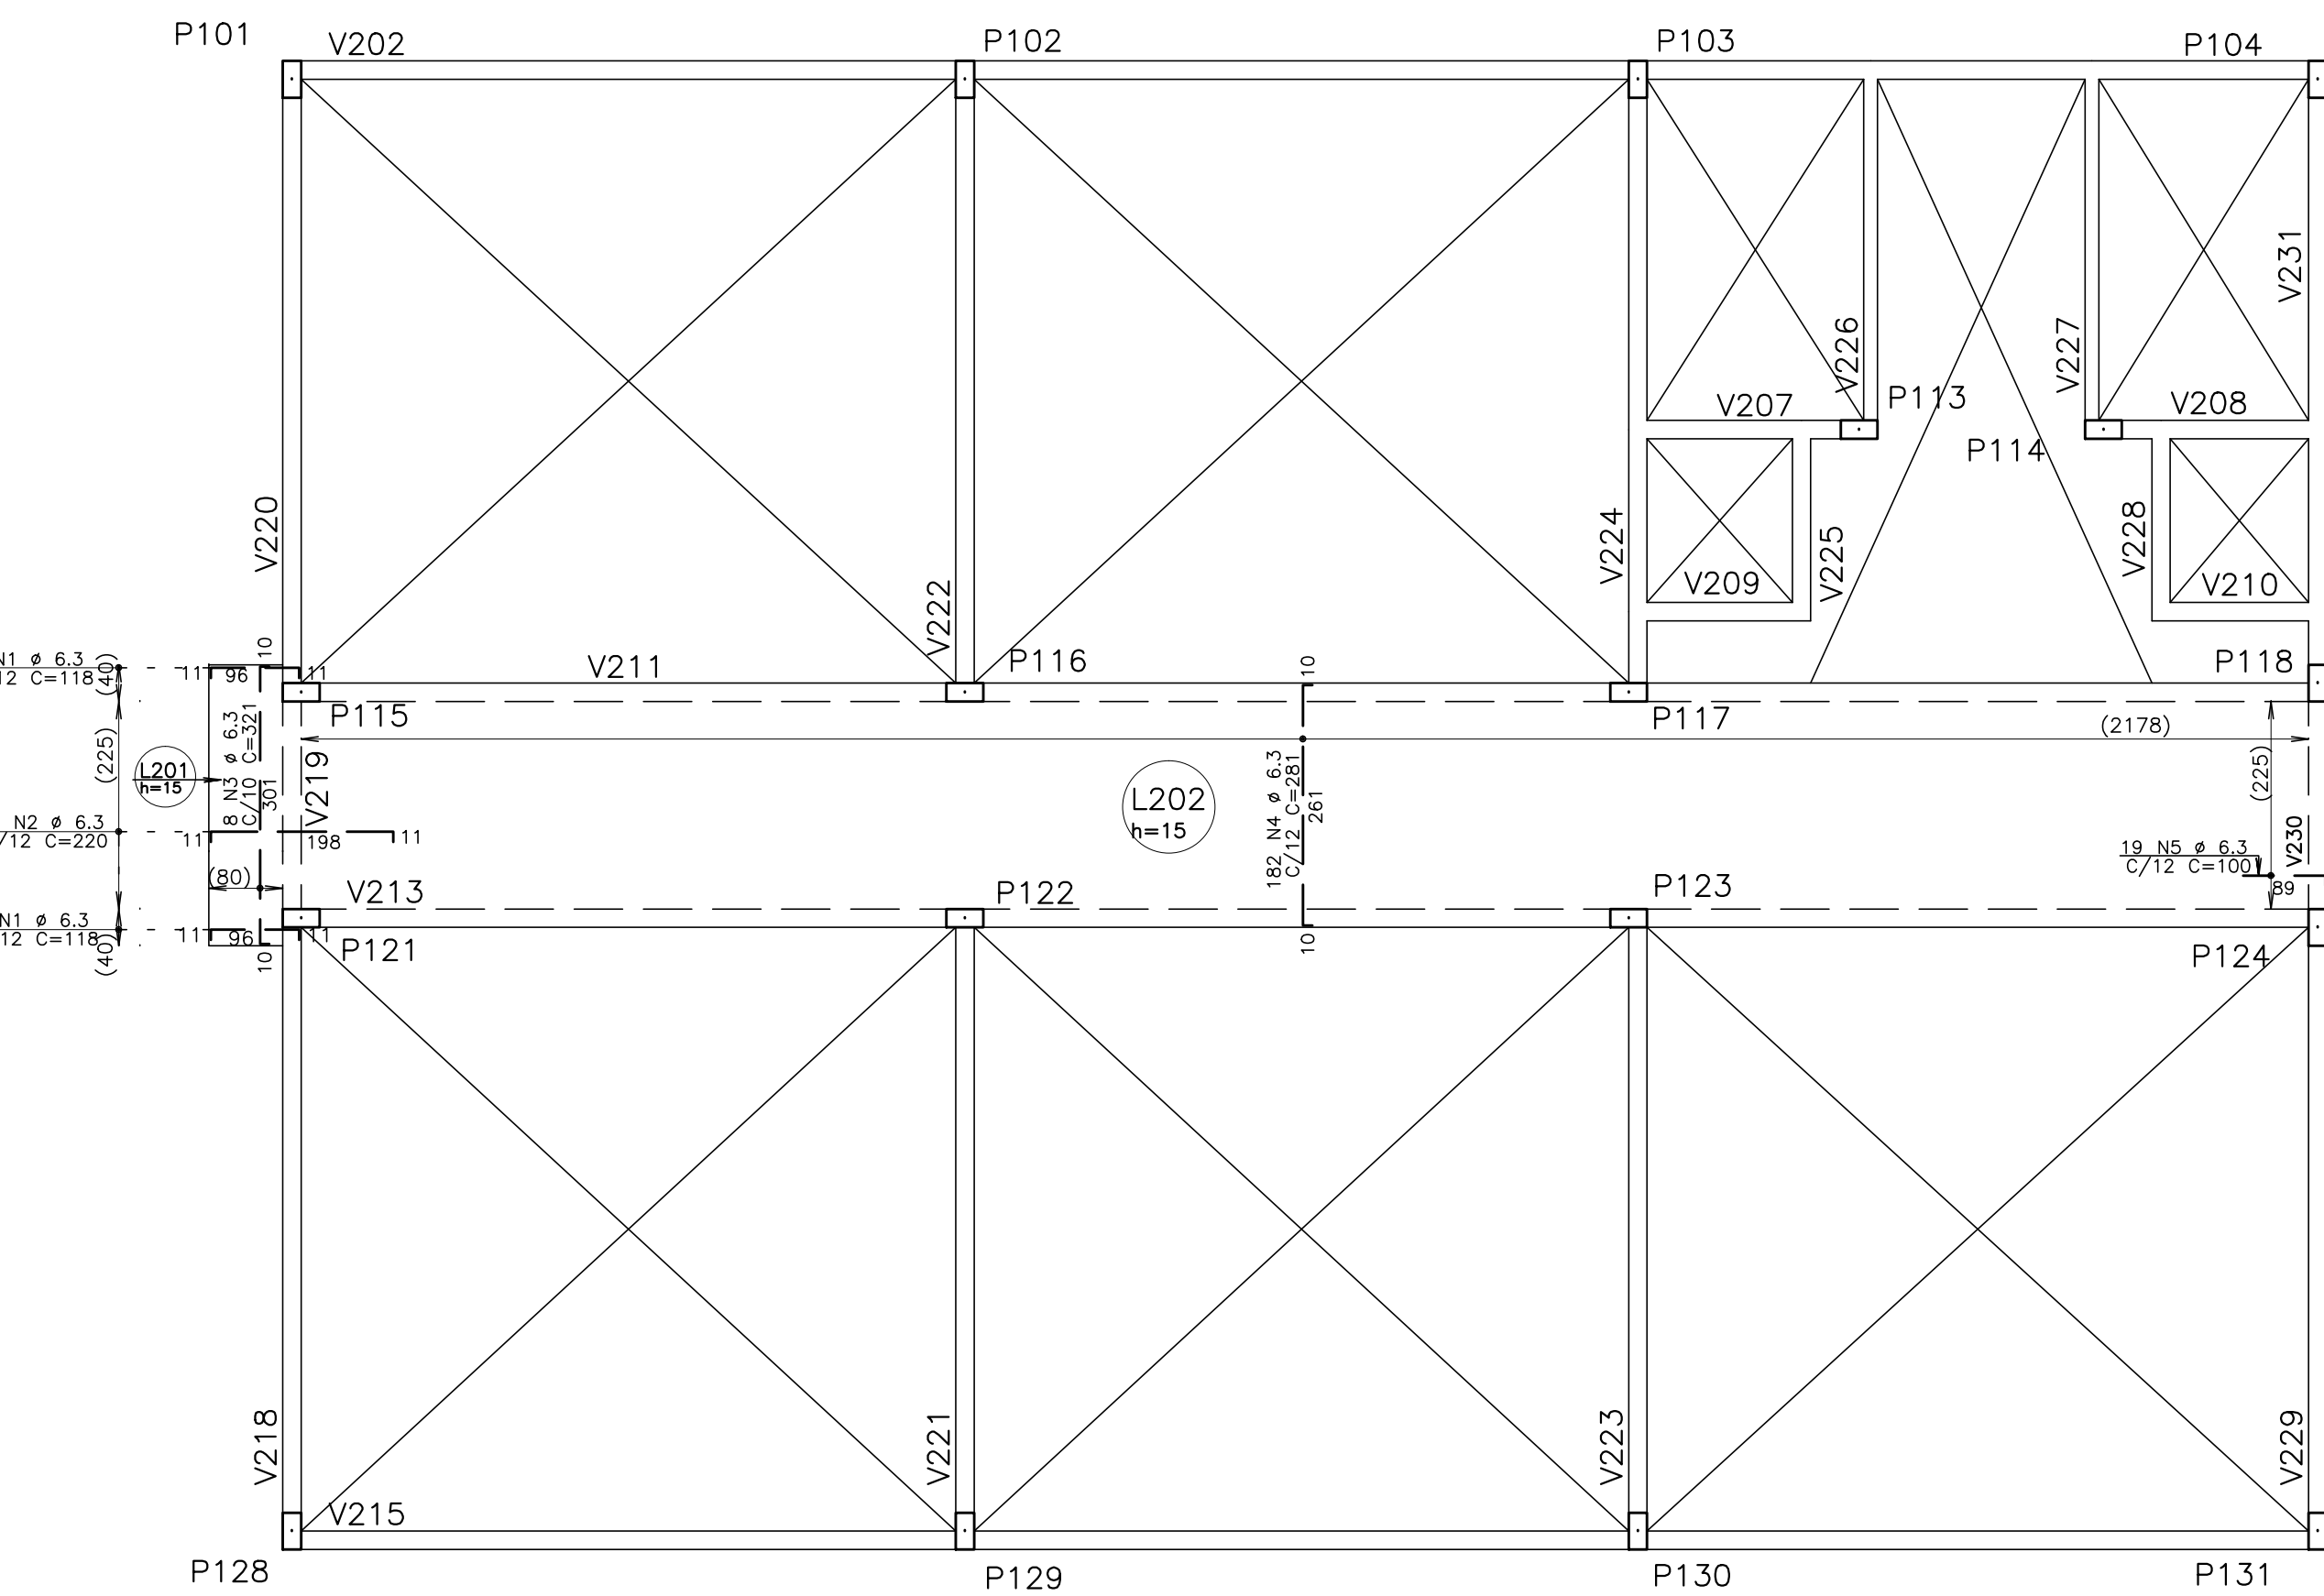 P101
V202
P102
P103
P104
V231
V226
V227
P113
V207
V208
P114
V220
V224
V225
V228
V222
V209
V210
N1 ø 6.3
12 C=118
(40)
10
11
96
11
V211
P116
10
P118
P115
P117
(2178)
(225)
L201
h=15
8 N3 ø 6.3
C/10 C=321
301
V219
L202
h=15
182 N4 ø 6.3
C/12 C=281
261
(225)
N2 ø 6.3
/12 C=220
11
198
11
V230
19 N5 ø 6.3
C/12 C=100
89
(80)
V213
P122
P123
N1 ø 6.3
12 C=118
(40)
11
96
11
10
P121
10
P124
V218
V221
V223
V229
V215
P128
P129
P130
P131